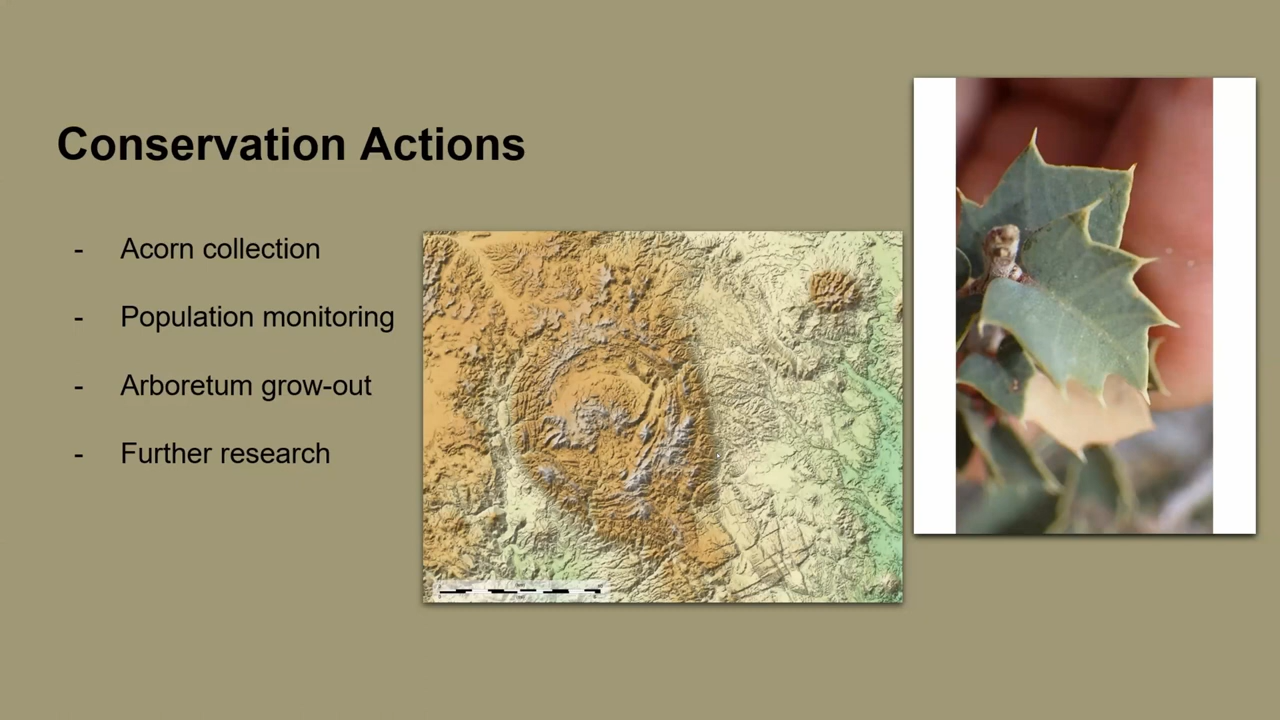 Conservation Actions
- Acorn collection
- Population monitoring
- Arboretum grow-out
- Further research